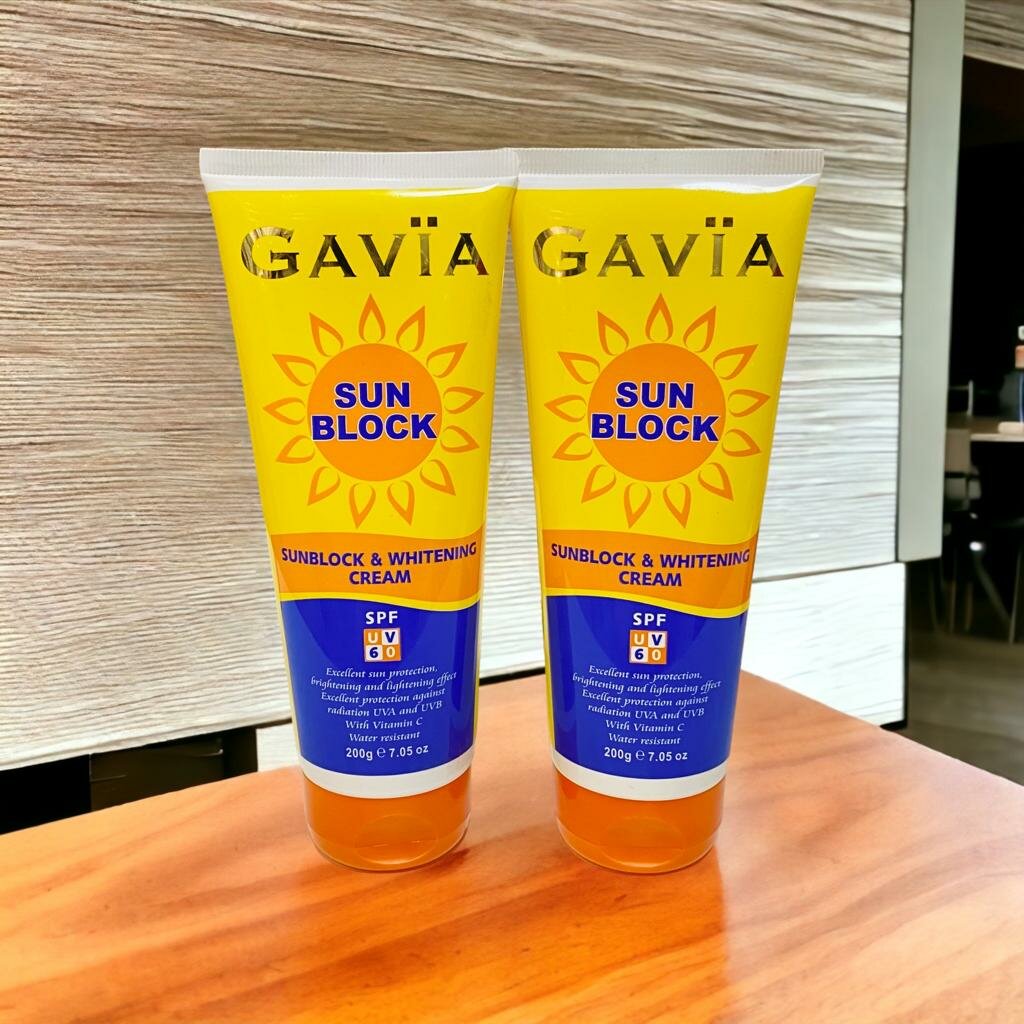 GAVÏA
SUN
BLOCK
SUNBLOCK & WHITENING
CREAM
SPF
UV
60
Excellent sun protection,
brightening and lightening effect
Excellent protection against
radiation UVA and UVB
With Vitamin C
Water resistant
200g ℮ 7.05 oz
GAVÏA
SUN
BLOCK
SUNBLOCK & WHITENING
CREAM
SPF
UV
60
Excellent sun protection,
brightening and lightening effect
Excellent protection against
radiation UVA and UVB
With Vitamin C
Water resistant
200g ℮ 7.05 oz